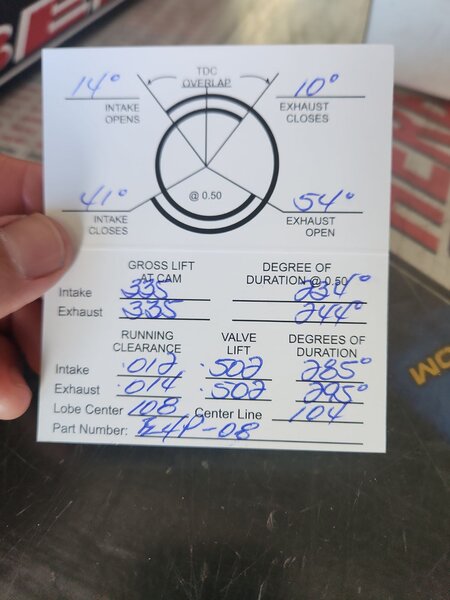 14° TDC 10°
OVERLAP
INTAKE OPENS EXHAUST CLOSES
@ 0.50
41° 54°
INTAKE CLOSES EXHAUST OPEN
GROSS LIFT AT CAM DEGREE OF DURATION @ 0.50
Intake .335 234°
Exhaust .335 244°
RUNNING CLEARANCE VALVE LIFT DEGREES OF DURATION
Intake .012 .502 285°
Exhaust .014 .502 295°
Lobe Center 108 Center Line 104
Part Number: